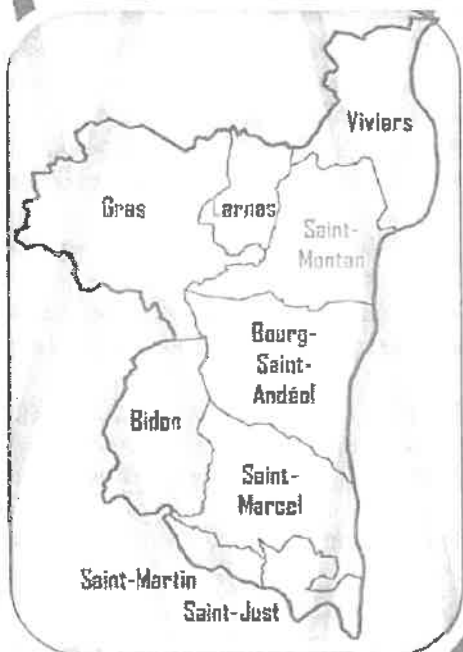 Viviers
Gras
Larnas
Saint-
Montan
Bourg-
Saint-
Andéol
Bidon
Saint-
Marcel
Saint-Martin
Saint-Just